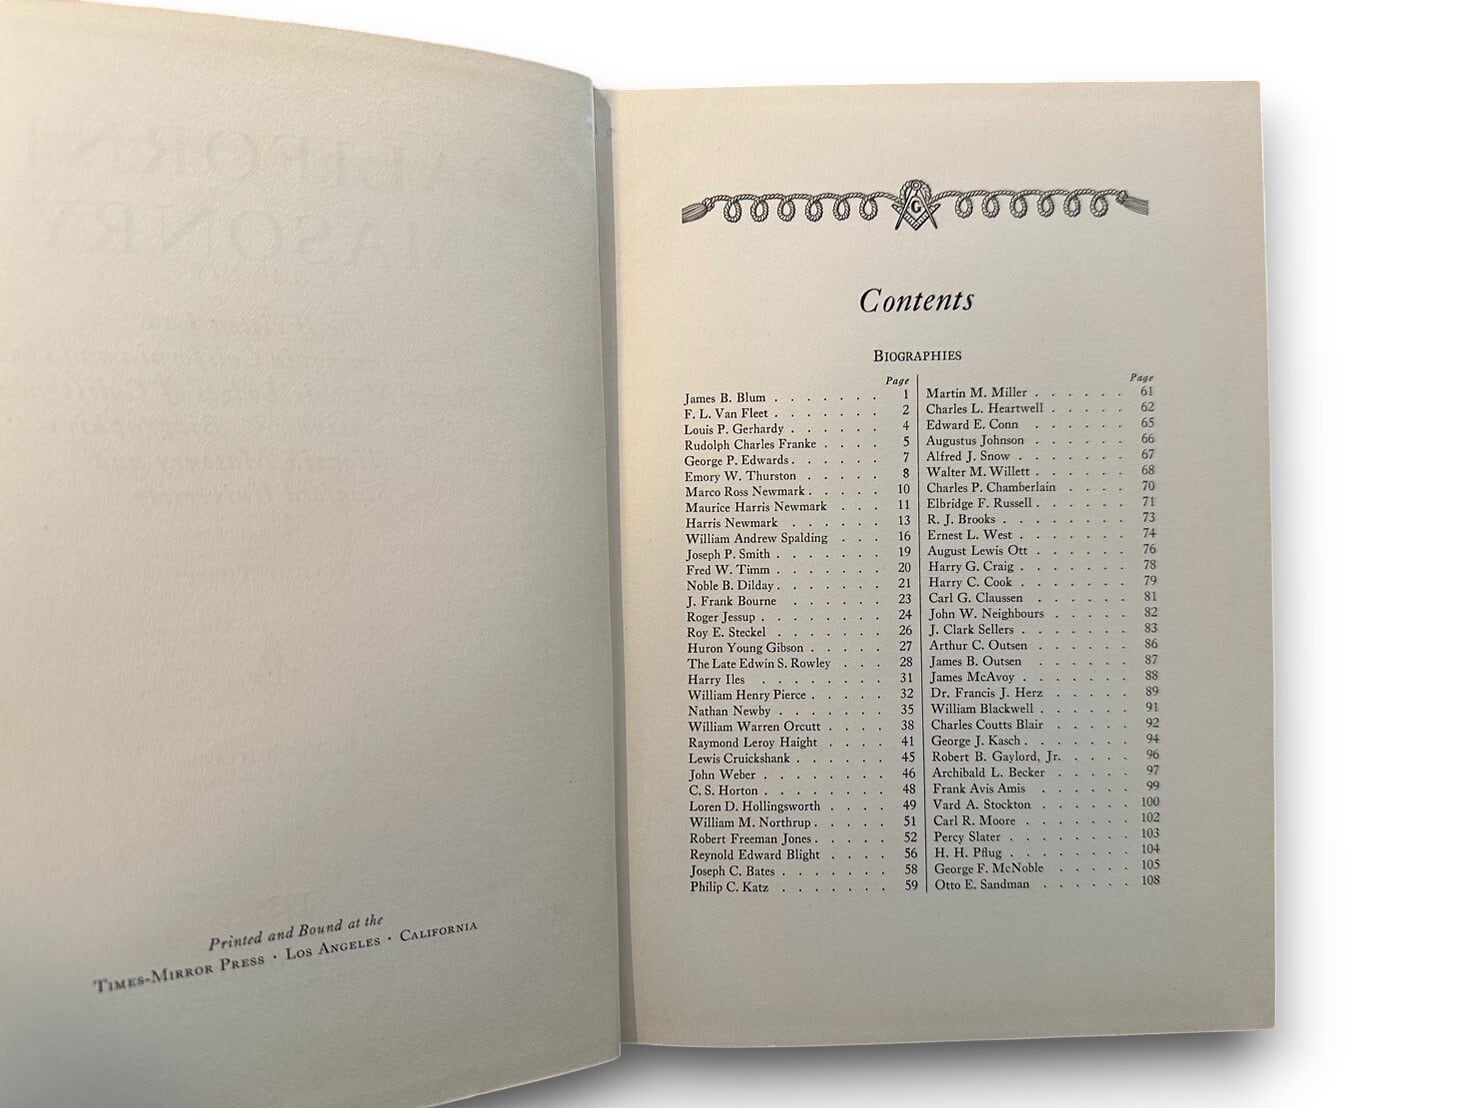 Printed and Bound at the
Times-Mirror Press · Los Angeles · California
G
Contents
Biographies
Page
James B. Blum . . . . . . . 1
F. L. Van Fleet . . . . . . . 2
Louis P. Gerhardy . . . . . . 4
Rudolph Charles Franke . . . . 5
George P. Edwards . . . . . . 7
Emory W. Thurston . . . . . 8
Marco Ross Newmark . . . . . 10
Maurice Harris Newmark . . . 11
Harris Newmark . . . . . . 13
William Andrew Spalding . . . 16
Joseph P. Smith . . . . . . . 19
Fred W. Timm . . . . . . . 20
Noble B. Dilday . . . . . . . 21
J. Frank Bourne . . . . . . 23
Roger Jessup . . . . . . . . 24
Roy E. Steckel . . . . . . . 26
Huron Young Gibson . . . . . 27
The Late Edwin S. Rowley . . . 28
Harry Iles . . . . . . . . 31
William Henry Pierce . . . . . 32
Nathan Newby . . . . . . . 35
William Warren Orcutt . . . . 38
Raymond Leroy Haight . . . . 41
Lewis Cruickshank . . . . . . 45
John Weber . . . . . . . . 46
C. S. Horton . . . . . . . . 48
Loren D. Hollingsworth . . . . 49
William M. Northrup . . . . . 51
Robert Freeman Jones . . . . . 52
Reynold Edward Blight . . . . 56
Joseph C. Bates . . . . . . . 58
Philip C. Katz . . . . . . . 59
Page
Martin M. Miller . . . . . . 61
Charles L. Heartwell . . . . . 62
Edward E. Conn . . . . . . 65
Augustus Johnson . . . . . . 66
Alfred J. Snow . . . . . . . 67
Walter M. Willett . . . . . . 68
Charles P. Chamberlain . . . . 70
Elbridge F. Russell . . . . . . 71
R. J. Brooks . . . . . . . . 73
Ernest L. West . . . . . . . 74
August Lewis Ott . . . . . . 76
Harry G. Craig . . . . . . . 78
Harry C. Cook . . . . . . . 79
Carl G. Claussen . . . . . . 81
John W. Neighbours . . . . . 82
J. Clark Sellers . . . . . . . 83
Arthur C. Outsen . . . . . . 86
James B. Outsen . . . . . . 87
James McAvoy . . . . . . . 88
Dr. Francis J. Herz . . . . . 89
William Blackwell . . . . . . 91
Charles Coutts Blair . . . . . 92
George J. Kasch . . . . . . . 94
Robert B. Gaylord, Jr. . . . . 96
Archibald L. Becker . . . . . 97
Frank Avis Amis . . . . . . 99
Vard A. Stockton . . . . . . 100
Carl R. Moore . . . . . . . 102
Percy Slater . . . . . . . . 103
H. H. Pflug . . . . . . . . 104
George F. McNoble . . . . . 105
Otto E. Sandman . . . . . . 108